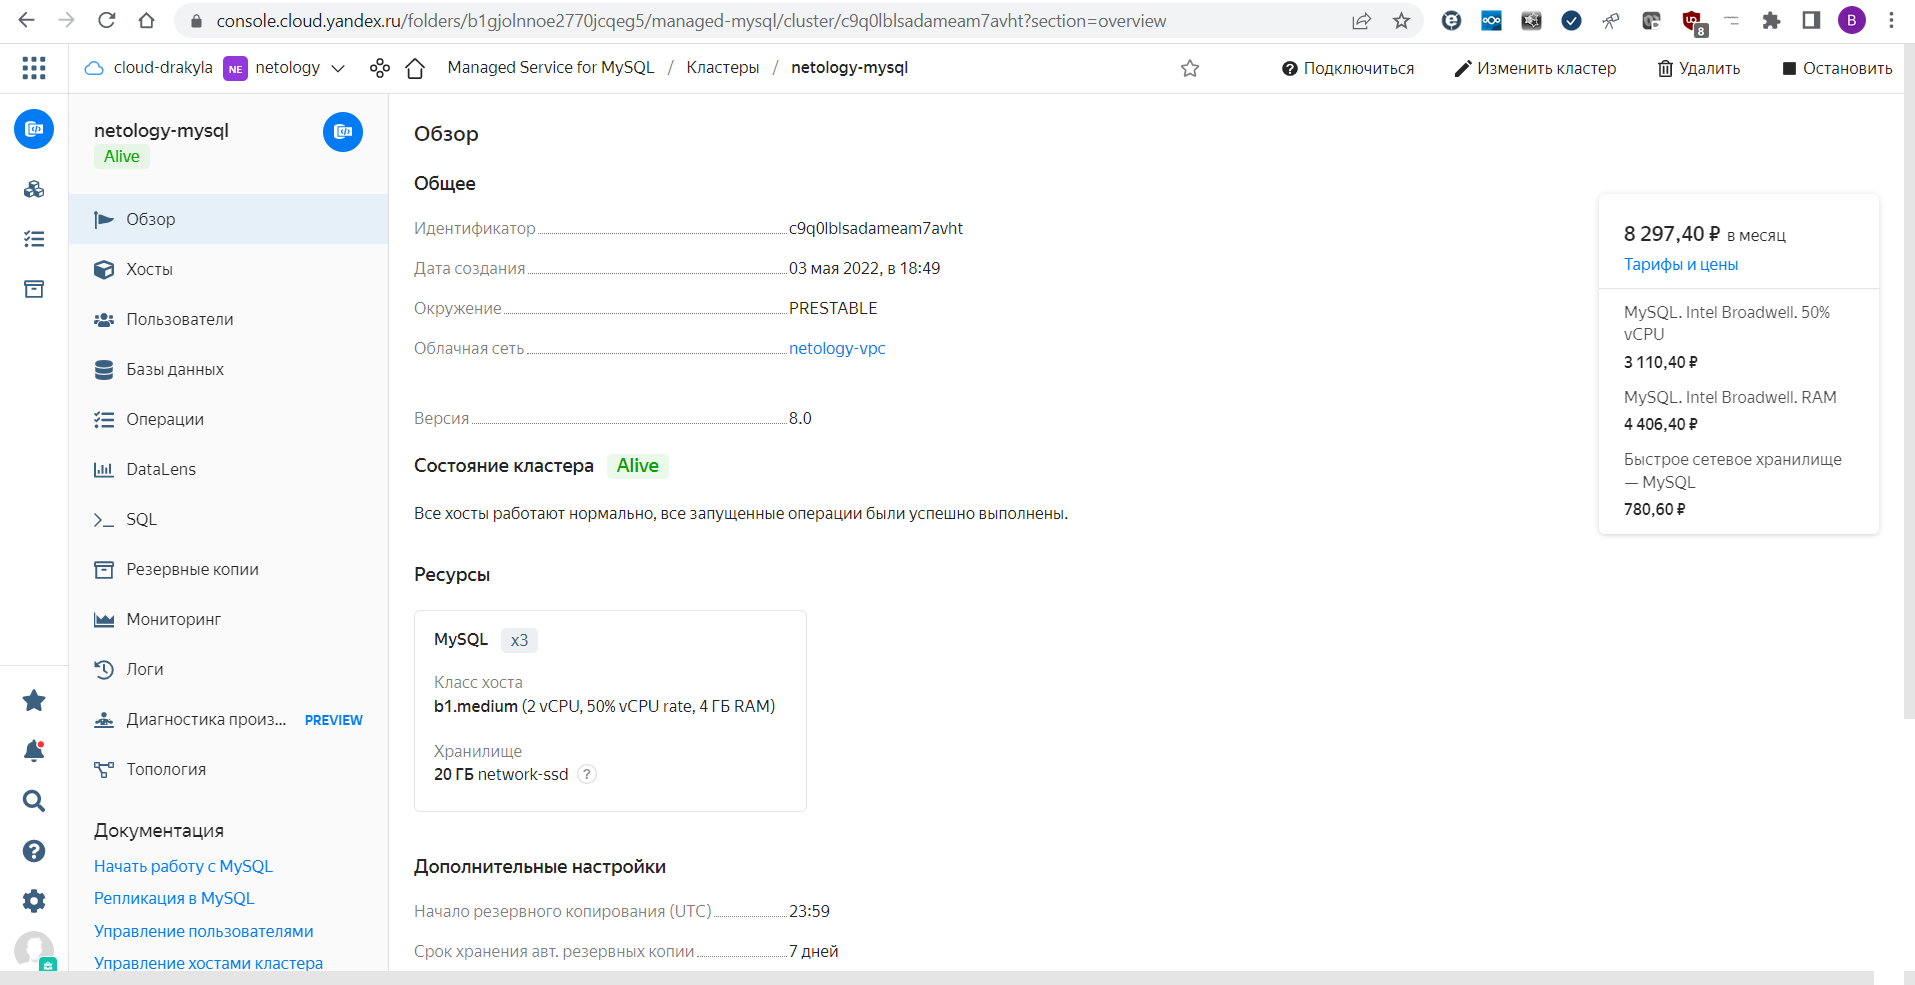 console.cloud.yandex.ru/folders/b1gjolnnoe2770jcqeg5/managed-mysql/cluster/c9q0lblsadameam7avht?section=overview
8
B
cloud-drakyla NE netology
Managed Service for MySQL / Кластеры / netology-mysql
Подключиться
Изменить кластер
Удалить
Остановить
netology-mysql
Alive
Обзор
Хосты
Пользователи
Базы данных
Операции
DataLens
SQL
Резервные копии
Мониторинг
Логи
Диагностика произ... PREVIEW
Топология
Документация
Начать работу с MySQL
Репликация в MySQL
Управление пользователями
Управление хостами кластера
Обзор
Общее
Идентификатор c9q0lblsadameam7avht
Дата создания 03 мая 2022, в 18:49
Окружение PRESTABLE
Облачная сеть netology-vpc
Версия 8.0
Состояние кластера Alive
Все хосты работают нормально, все запущенные операции были успешно выполнены.
Ресурсы
MySQL x3
Класс хоста
b1.medium (2 vCPU, 50% vCPU rate, 4 ГБ RAM)
Хранилище
20 ГБ network-ssd ?
Дополнительные настройки
Начало резервного копирования (UTC) 23:59
Срок хранения авт. резервных копии 7 дней
8 297,40 ₽ в месяц
Тарифы и цены
MySQL. Intel Broadwell. 50%
vCPU
3 110,40 ₽
MySQL. Intel Broadwell. RAM
4 406,40 ₽
Быстрое сетевое хранилище
— MySQL
780,60 ₽